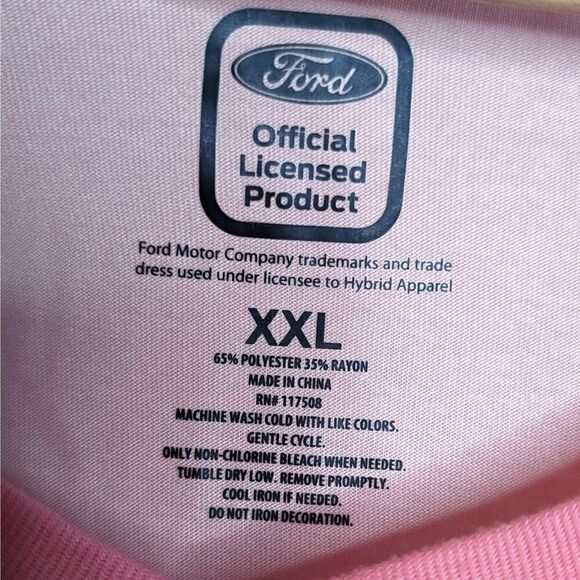 Ford
Official
Licensed
Product
Ford Motor Company trademarks and trade
dress used under licensee to Hybrid Apparel
XXL
65% POLYESTER 35% RAYON
MADE IN CHINA
RN# 117508
MACHINE WASH COLD WITH LIKE COLORS.
GENTLE CYCLE.
ONLY NON-CHLORINE BLEACH WHEN NEEDED.
TUMBLE DRY LOW. REMOVE PROMPTLY.
COOL IRON IF NEEDED.
DO NOT IRON DECORATION.